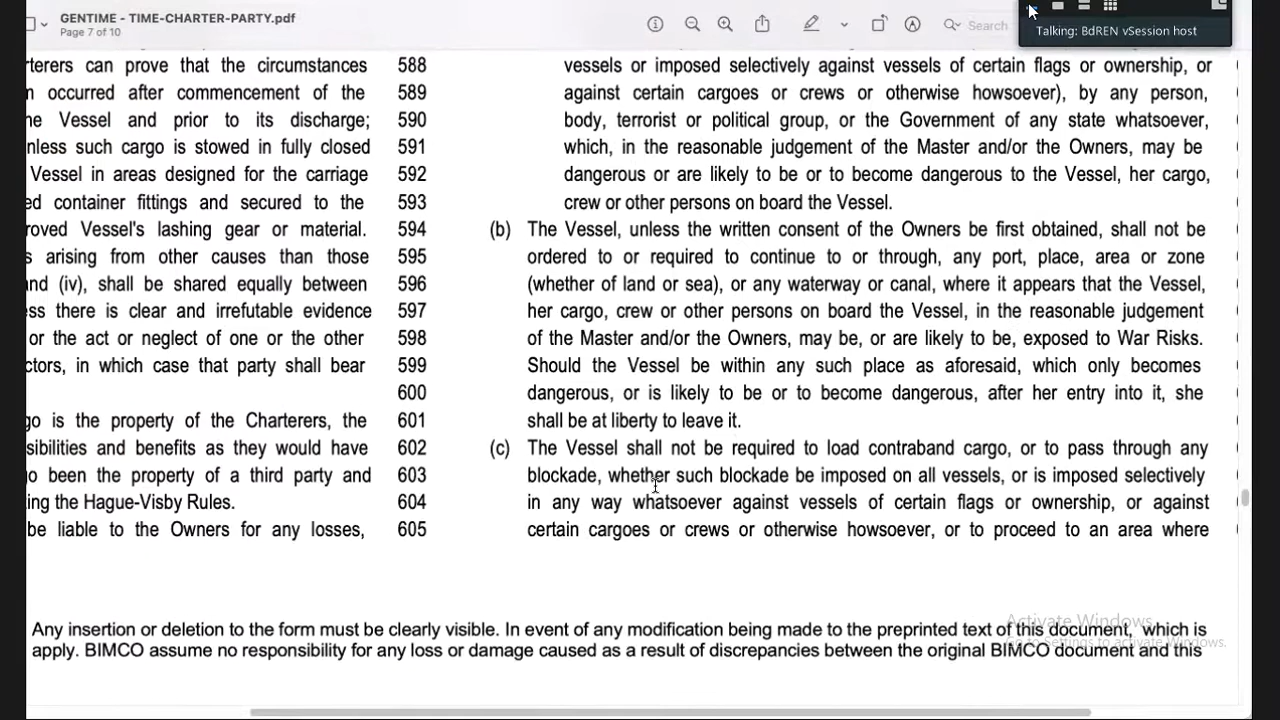 GENTIME - TIME-CHARTER-PARTY.pdf
Page 7 of 10
Search
Talking: BdREN vSession host
rterers can prove that the circumstances 588
occurred after commencement of the 589
Vessel and prior to its discharge; 590
nless such cargo is stowed in fully closed 591
Vessel in areas designed for the carriage 592
ed container fittings and secured to the 593
roved Vessel's lashing gear or material. 594
s arising from other causes than those 595
and (iv), shall be shared equally between 596
ess there is clear and irrefutable evidence 597
or the act or neglect of one or the other 598
ctors, in which case that party shall bear 599
600
go is the property of the Charterers, the 601
sibilities and benefits as they would have 602
o been the property of a third party and 603
ing the Hague-Visby Rules. 604
be liable to the Owners for any losses, 605
vessels or imposed selectively against vessels of certain flags or ownership, or
against certain cargoes or crews or otherwise howsoever), by any person,
body, terrorist or political group, or the Government of any state whatsoever,
which, in the reasonable judgement of the Master and/or the Owners, may be
dangerous or are likely to be or to become dangerous to the Vessel, her cargo,
crew or other persons on board the Vessel.
(b) The Vessel, unless the written consent of the Owners be first obtained, shall not be
ordered to or required to continue to or through, any port, place, area or zone
(whether of land or sea), or any waterway or canal, where it appears that the Vessel,
her cargo, crew or other persons on board the Vessel, in the reasonable judgement
of the Master and/or the Owners, may be, or are likely to be, exposed to War Risks.
Should the Vessel be within any such place as aforesaid, which only becomes
dangerous, or is likely to be or to become dangerous, after her entry into it, she
shall be at liberty to leave it.
(c) The Vessel shall not be required to load contraband cargo, or to pass through any
blockade, whether such blockade be imposed on all vessels, or is imposed selectively
in any way whatsoever against vessels of certain flags or ownership, or against
certain cargoes or crews or otherwise howsoever, or to proceed to an area where
Any insertion or deletion to the form must be clearly visible. In event of any modification being made to the preprinted text of this document, which is
apply. BIMCO assume no responsibility for any loss or damage caused as a result of discrepancies between the original BIMCO document and this
Activate Windows
Go to Settings to activate Windows.